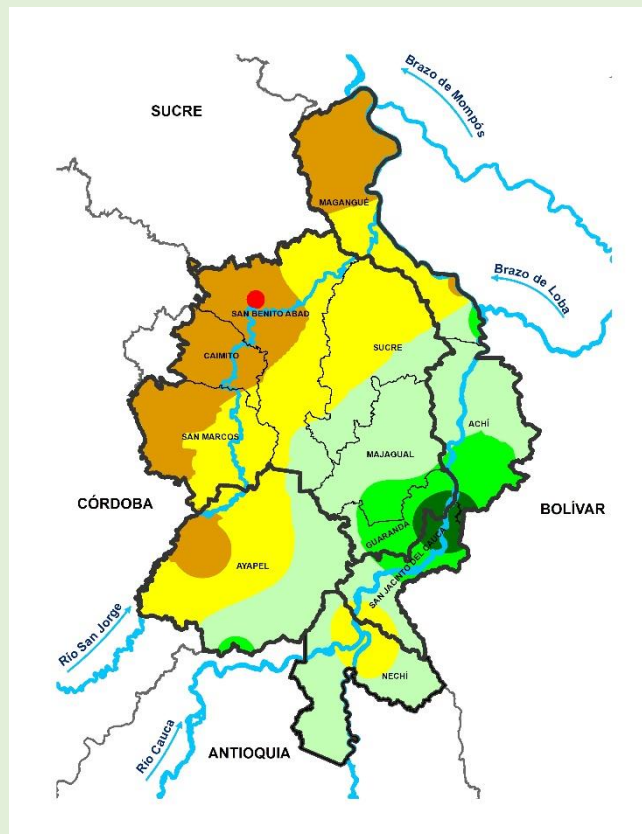 SUCRE
Brazo de Mompós
MAGANGUÉ
Brazo de Loba
SAN BENITO ABAD
SUCRE
CAIMITO
ACHÍ
SAN MARCOS
MAJAGUAL
CÓRDOBA
BOLÍVAR
GUARANDA
AYAPEL
SAN JACINTO DEL CAUCA
Río San Jorge
NECHÍ
Río Cauca
ANTIOQUIA